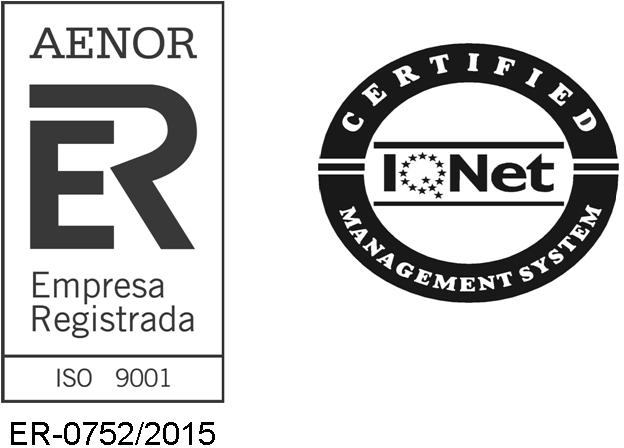 AENOR
ER
Empresa
Registrada
ISO 9001
ER-0752/2015
CERTIFIED
IQNet
MANAGEMENT SYSTEM